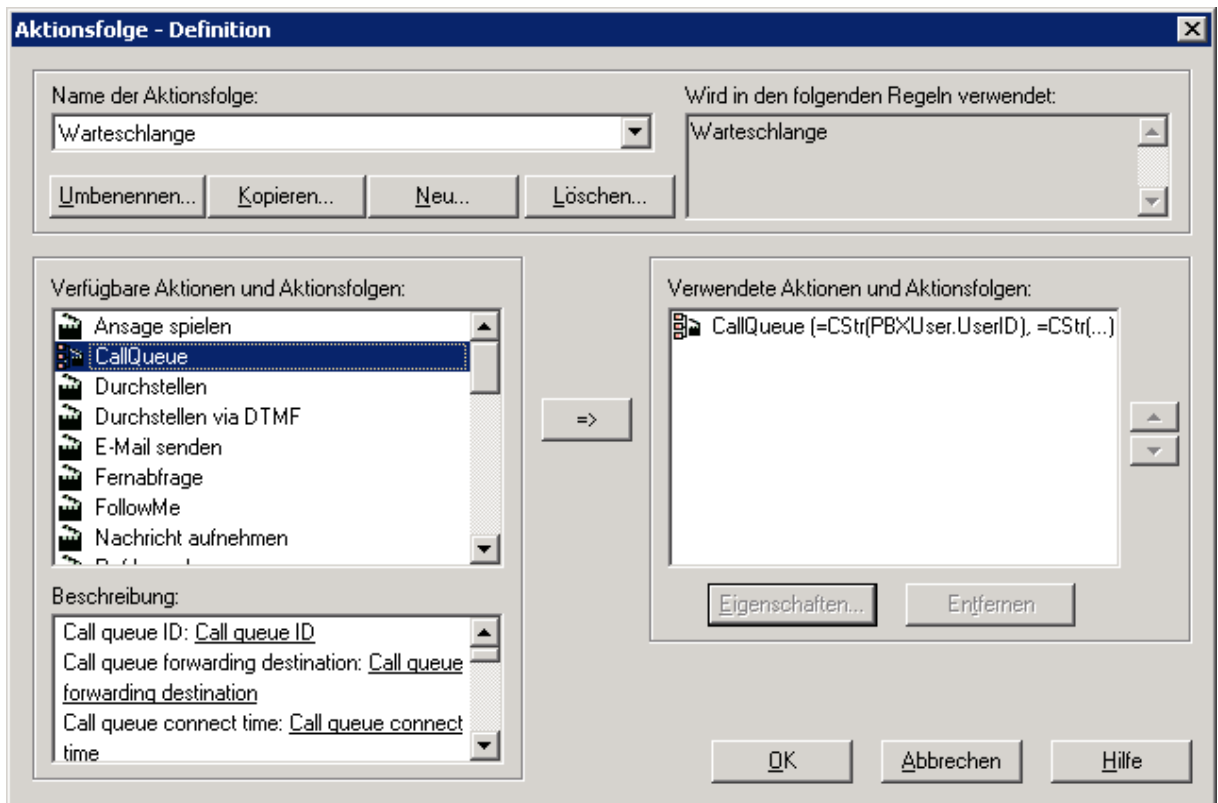 Aktionsfolge - Definition
Name der Aktionsfolge:
Warteschlange
Umbenennen...
Kopieren...
Neu...
Löschen...
Wird in den folgenden Regeln verwendet:
Warteschlange
Verfügbare Aktionen und Aktionsfolgen:
Ansage spielen
CallQueue
Durchstellen
Durchstellen via DTMF
E-Mail senden
Fernabfrage
FollowMe
Nachricht aufnehmen
Beschreibung:
Call queue ID: Call queue ID
Call queue forwarding destination: Call queue
forwarding destination
Call queue connect time: Call queue connect
time
=>
Verwendete Aktionen und Aktionsfolgen:
CallQueue (=CStr(PBXUser.UserID), =CStr(...)
Eigenschaften...
Entfernen
OK
Abbrechen
Hilfe